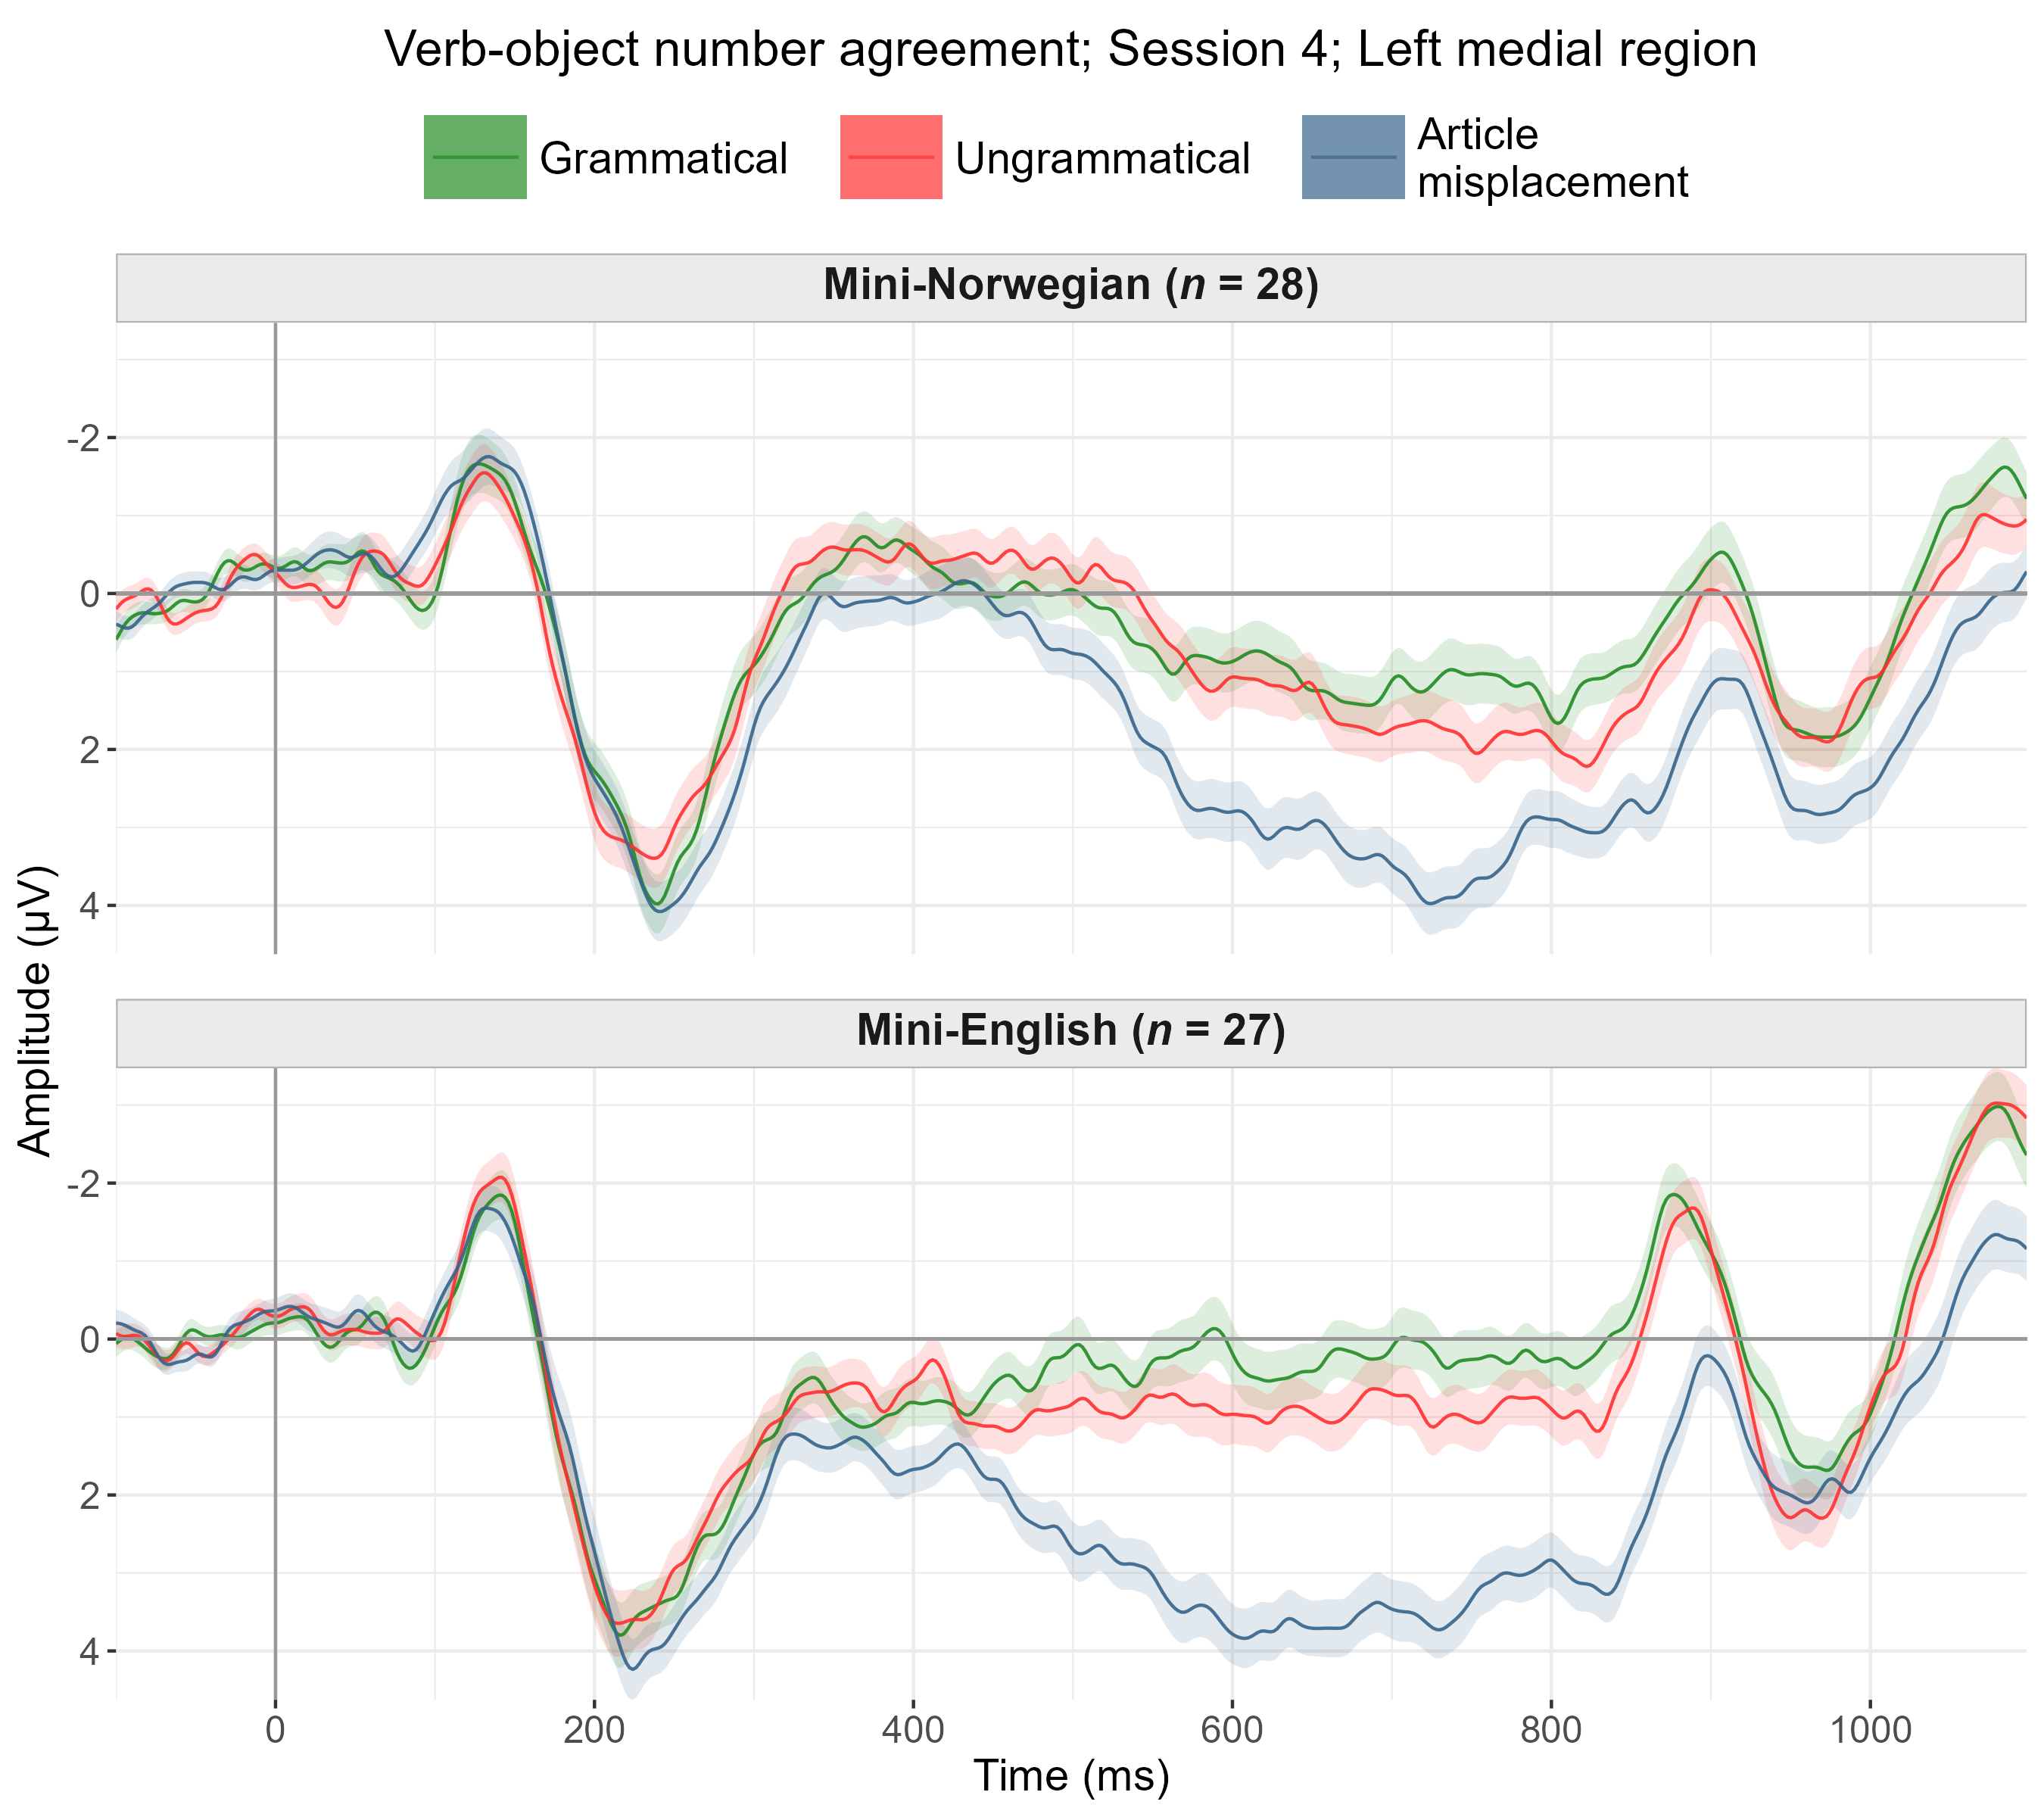 Verb-object number agreement; Session 4; Left medial region
Grammatical
Ungrammatical
Article
misplacement
Mini-Norwegian (n = 28)
-2
0
2
4
Mini-English (n = 27)
-2
0
2
4
Amplitude (µV)
0 200 400 600 800 1000
Time (ms)